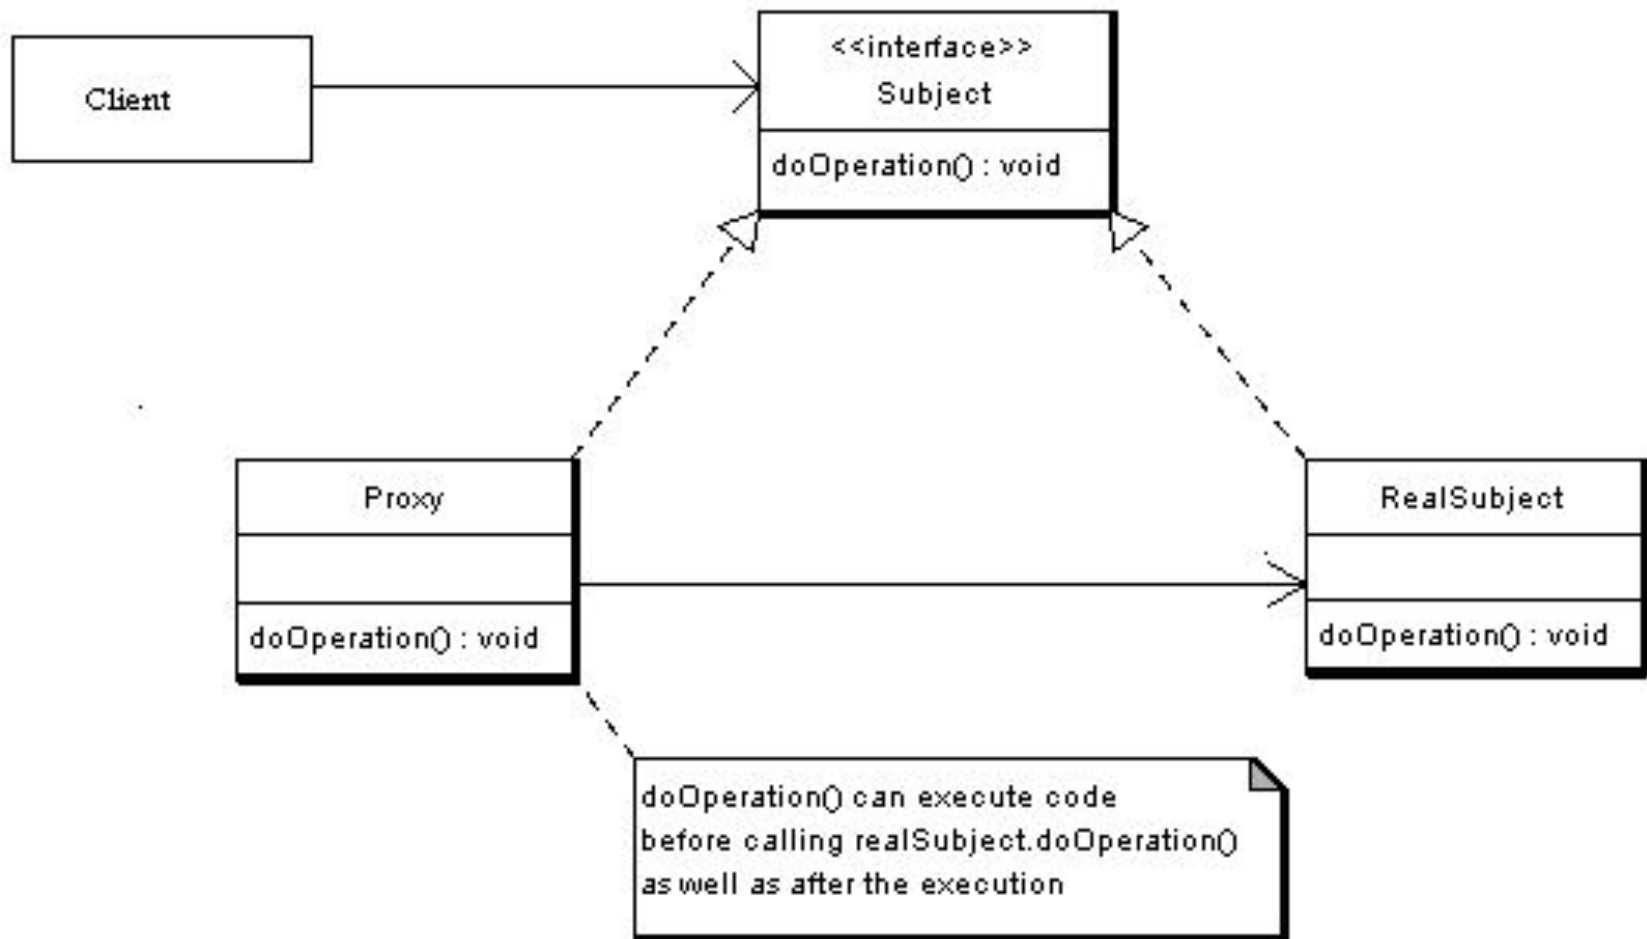 Client
<<interface>>
Subject
doOperation() : void
Proxy
doOperation() : void
RealSubject
doOperation() : void
doOperation() can execute code
before calling realSubject.doOperation()
as well as after the execution